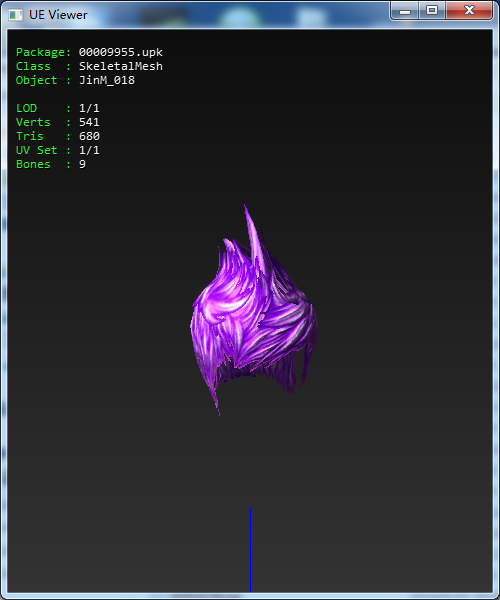 UE Viewer
Package: 00009955.upk
Class : SkeletalMesh
Object : JinM_018
LOD : 1/1
Verts : 541
Tris : 680
UV Set : 1/1
Bones : 9